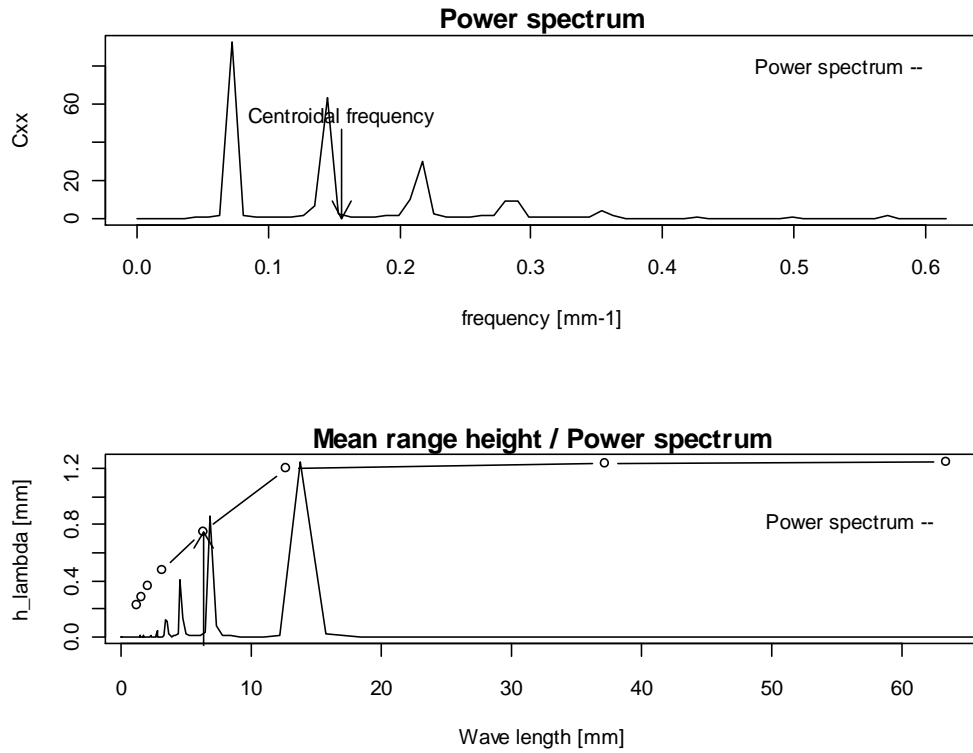 Power spectrum
Power spectrum --
Centroidal frequency
Cxx
60
20
0
0.0 0.1 0.2 0.3 0.4 0.5 0.6
frequency [mm-1]
Mean range height / Power spectrum
h_lambda [mm]
1.2
0.8
0.4
0.0
Power spectrum --
0 10 20 30 40 50 60
Wave length [mm]